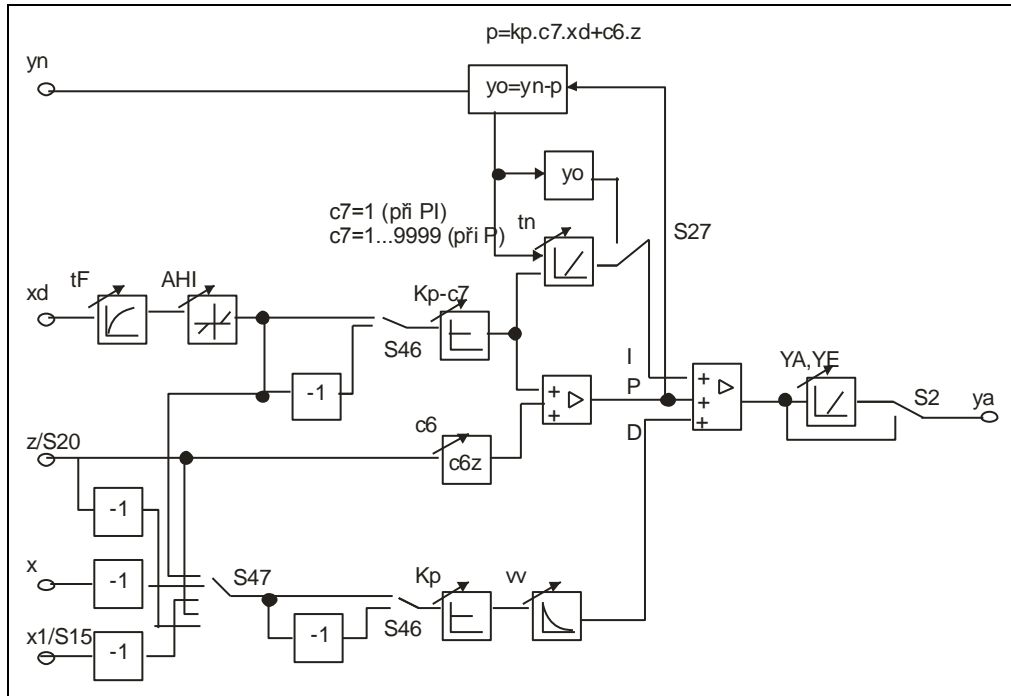 p=kp.c7.xd+c6.z
yn
yo=yn-p
yo
c7=1 (při PI)
c7=1...9999 (při P)
tn
S27
tF
AHI
xd
Kp-c7
S46
-1
I
P
D
+
+
+
+
+
YA,YE
S2
ya
z/S20
c6
c6z
-1
x
-1
S47
Kp
vv
S46
-1
x1/S15
-1